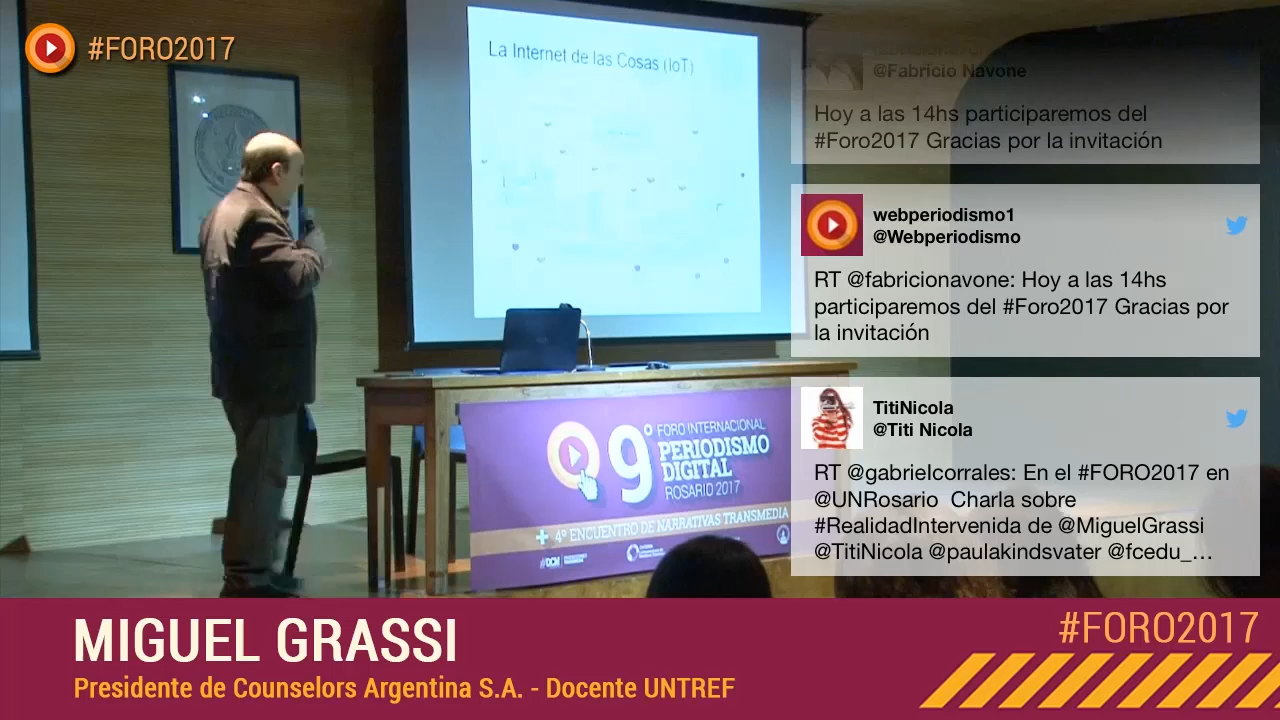 #FORO2017
La Internet de las Cosas (IoT)
@Fabricio Navone
Hoy a las 14hs participaremos del
#Foro2017 Gracias por la invitación
webperiodismo1
@Webperiodismo
RT @fabricionavone: Hoy a las 14hs
participaremos del #Foro2017 Gracias por
la invitación
TitiNicola
@Titi Nicola
RT @gabrielcorrales: En el #FORO2017 en
@UNRosario Charla sobre
#RealidadIntervenida de @MiguelGrassi
@TitiNicola @paulakindsvater @fcedu_...
9° FORO INTERNACIONAL
PERIODISMO
DIGITAL
ROSARIO 2017
+ 4º ENCUENTRO DE NARRATIVAS TRANSMEDIA
#DCM
MIGUEL GRASSI
Presidente de Counselors Argentina S.A. - Docente UNTREF
#FORO2017